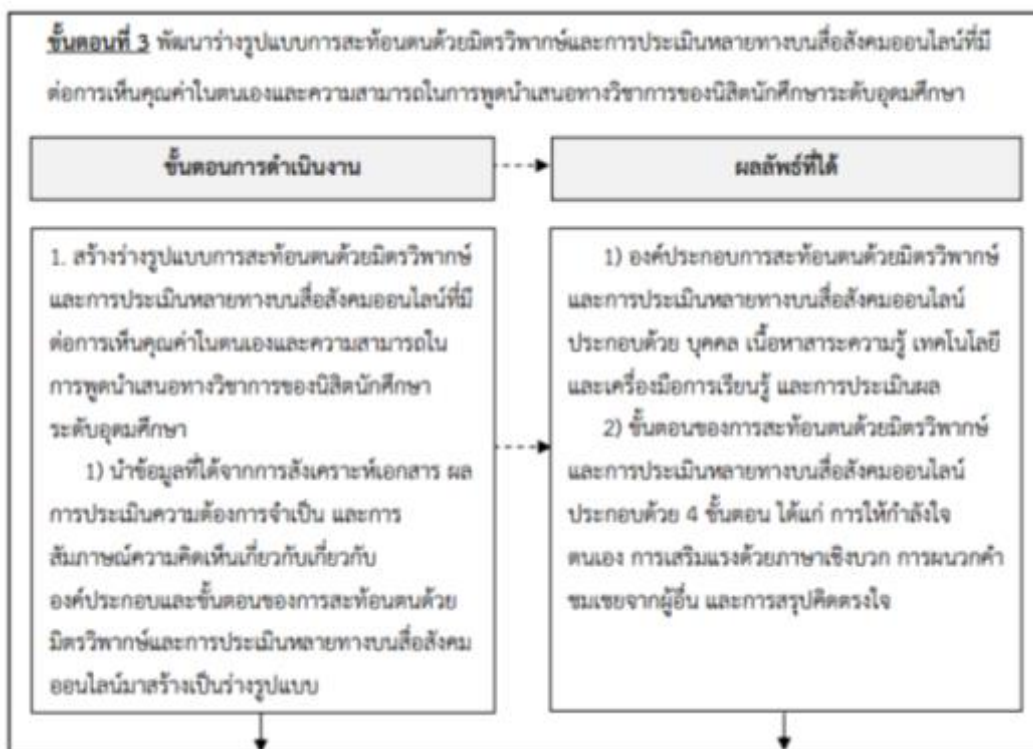 ขั้นตอนที่ 3 พัฒนาร่างรูปแบบการสะท้อนตนด้วยมิตรวิพากษ์และการประเมินหลายทางบนสื่อสังคมออนไลน์ที่มี
ต่อการเห็นคุณค่าในตนเองและความสามารถในการพูดนำเสนอทางวิชาการของนิสิตนักศึกษาระดับอุดมศึกษา
ขั้นตอนการดำเนินงาน
ผลลัพธ์ที่ได้
1. สร้างร่างรูปแบบการสะท้อนตนด้วยมิตรวิพากษ์
และการประเมินหลายทางบนสื่อสังคมออนไลน์ที่มี
ต่อการเห็นคุณค่าในตนเองและความสามารถใน
การพูดนำเสนอทางวิชาการของนิสิตนักศึกษา
ระดับอุดมศึกษา
1) นำข้อมูลที่ได้จากการสังเคราะห์เอกสาร ผล
การประเมินความต้องการจำเป็น และการ
สัมภาษณ์ความคิดเห็นเกี่ยวกับเกี่ยวกับ
องค์ประกอบและขั้นตอนของการสะท้อนตนด้วย
มิตรวิพากษ์และการประเมินหลายทางบนสื่อสังคม
ออนไลน์มาสร้างเป็นร่างรูปแบบ
1) องค์ประกอบการสะท้อนตนด้วยมิตรวิพากษ์
และการประเมินหลายทางบนสื่อสังคมออนไลน์
ประกอบด้วย บุคคล เนื้อหาสาระความรู้ เทคโนโลยี
และเครื่องมือการเรียนรู้ และการประเมินผล
2) ขั้นตอนของการสะท้อนตนด้วยมิตรวิพากษ์
และการประเมินหลายทางบนสื่อสังคมออนไลน์
ประกอบด้วย 4 ขั้นตอน ได้แก่ การให้กำลังใจ
ตนเอง การเสริมแรงด้วยภาษาเชิงบวก การผนวกคำ
ชมเชยจากผู้อื่น และการสรุปคิดตรงใจ